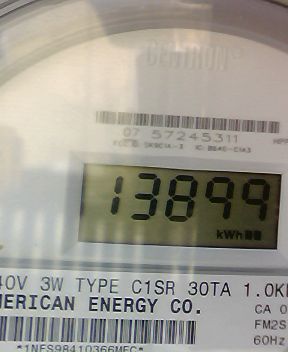 CENTRON®
07 57245311
13899
kWh
40V 3W TYPE C1SR 30TA 1.0K
MERICAN ENERGY CO.
CA 0
FM2S
60Hz
*1NFS98410366MEC*